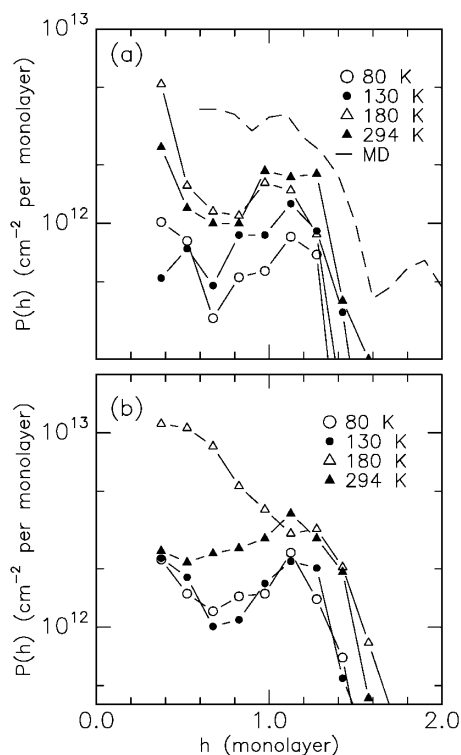 10^13
(a)
80 K
130 K
180 K
294 K
MD
10^12
P(h) (cm^-2 per monolayer)
(b)
10^13
80 K
130 K
180 K
294 K
10^12
P(h) (cm^-2 per monolayer)
0.0 1.0 2.0
h (monolayer)